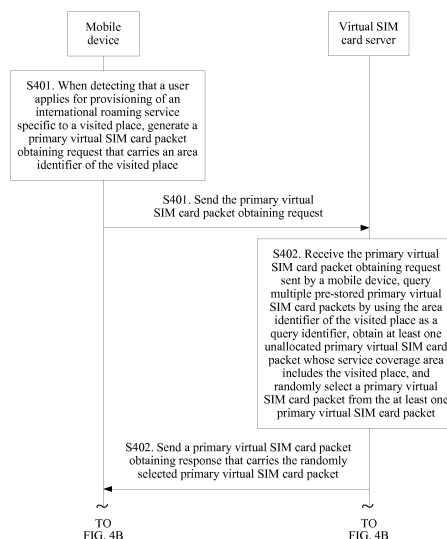 Mobile
device
Virtual SIM
card server
S401. When detecting that a user
applies for provisioning of an
international roaming service
specific to a visited place, generate a
primary virtual SIM card packet
obtaining request that carries an area
identifier of the visited place
S401. Send the primary virtual
SIM card packet obtaining request
S402. Receive the primary virtual
SIM card packet obtaining request
sent by a mobile device, query
multiple pre-stored primary virtual
SIM card packets by using the area
identifier of the visited place as a
query identifier, obtain at least one
unallocated primary virtual SIM card
packet whose service coverage area
includes the visited place, and
randomly select a primary virtual
SIM card packet from the at least one
primary virtual SIM card packet
S402. Send a primary virtual SIM card packet
obtaining response that carries the randomly
selected primary virtual SIM card packet
TO
FIG. 4B
TO
FIG. 4B